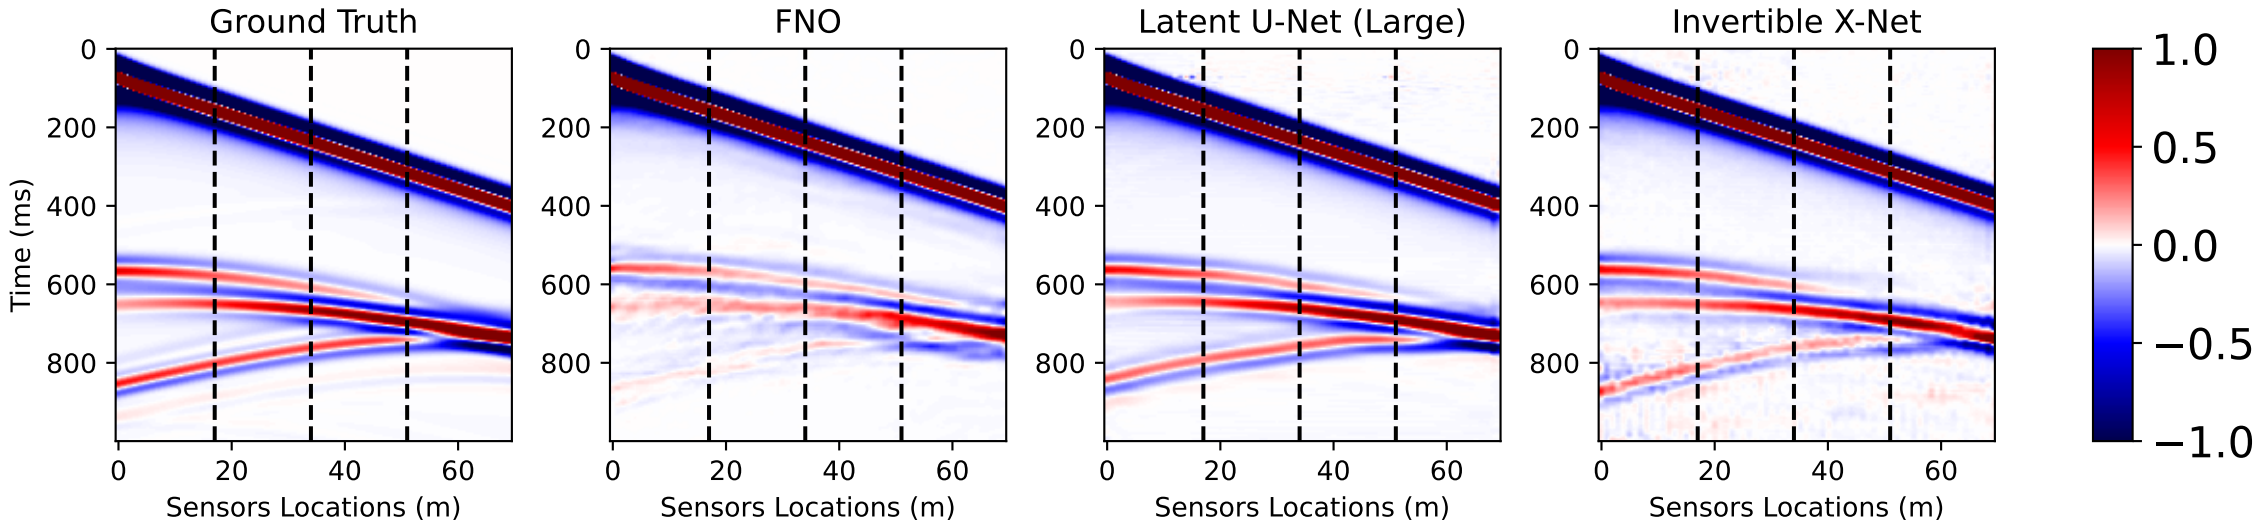 Ground Truth
FNO
Latent U-Net (Large)
Invertible X-Net
0
200
400
600
800
Time (ms)
0 20 40 60
Sensors Locations (m)
0
200
400
600
800
0 20 40 60
Sensors Locations (m)
0
200
400
600
800
0 20 40 60
Sensors Locations (m)
0
200
400
600
800
0 20 40 60
Sensors Locations (m)
1.0
0.5
0.0
−0.5
−1.0